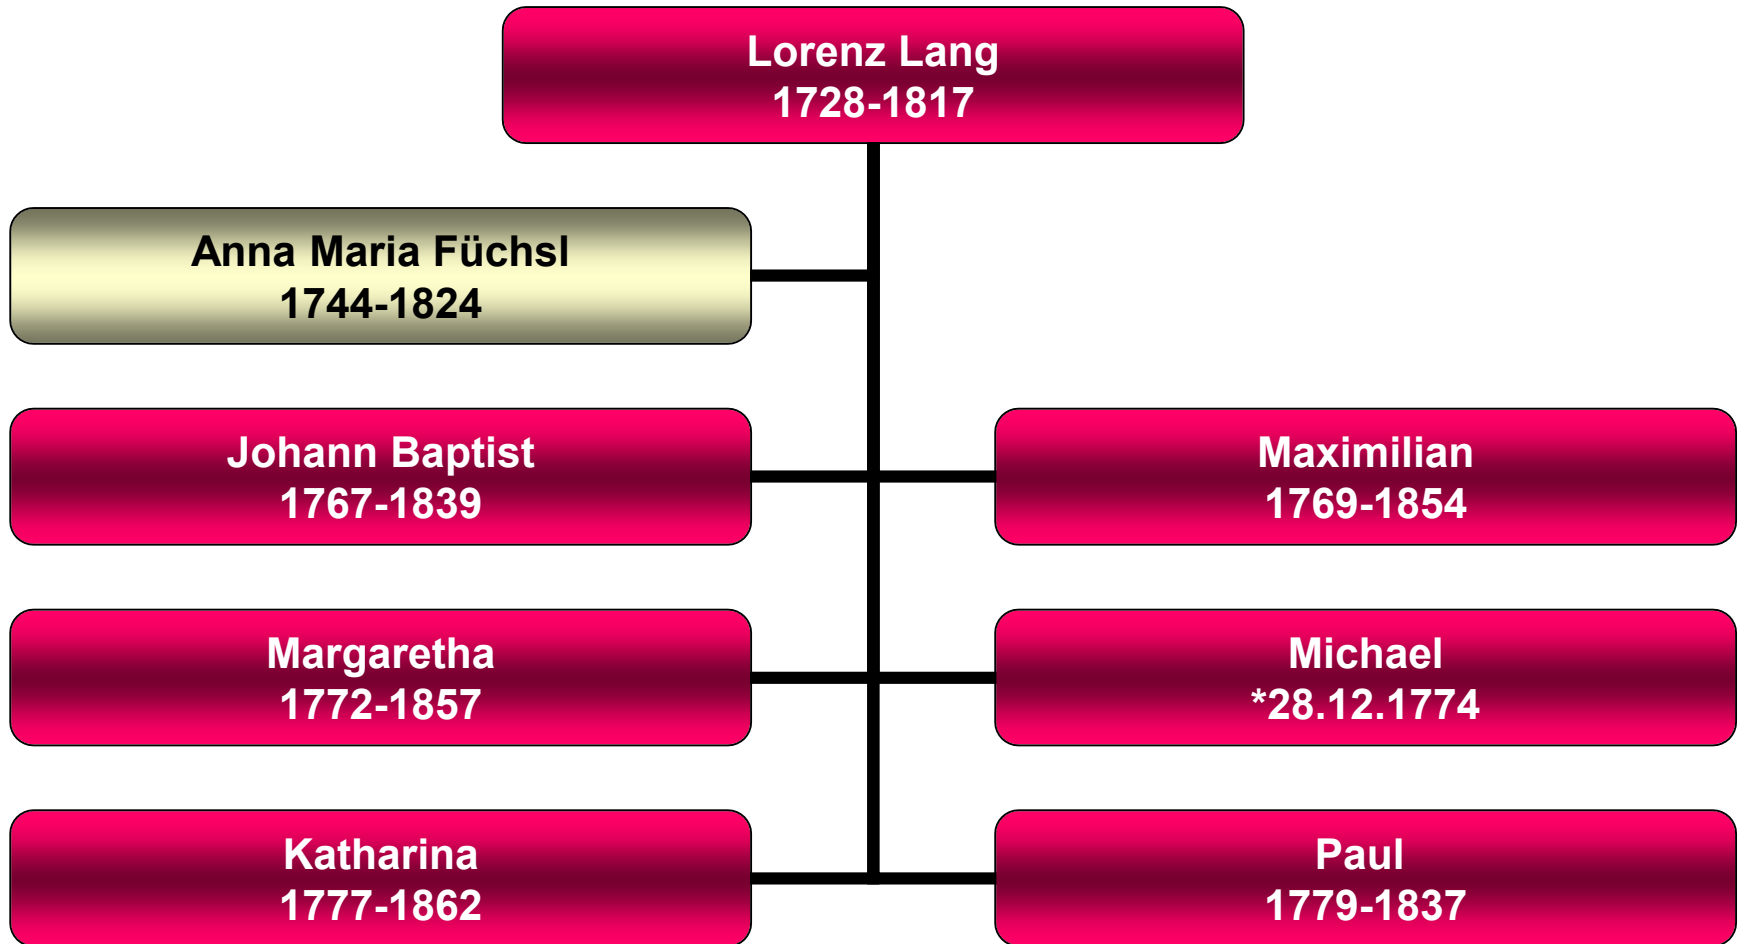 Lorenz Lang
1728-1817
Anna Maria Füchsl
1744-1824
Johann Baptist
1767-1839
Maximilian
1769-1854
Margaretha
1772-1857
Michael
*28.12.1774
Katharina
1777-1862
Paul
1779-1837